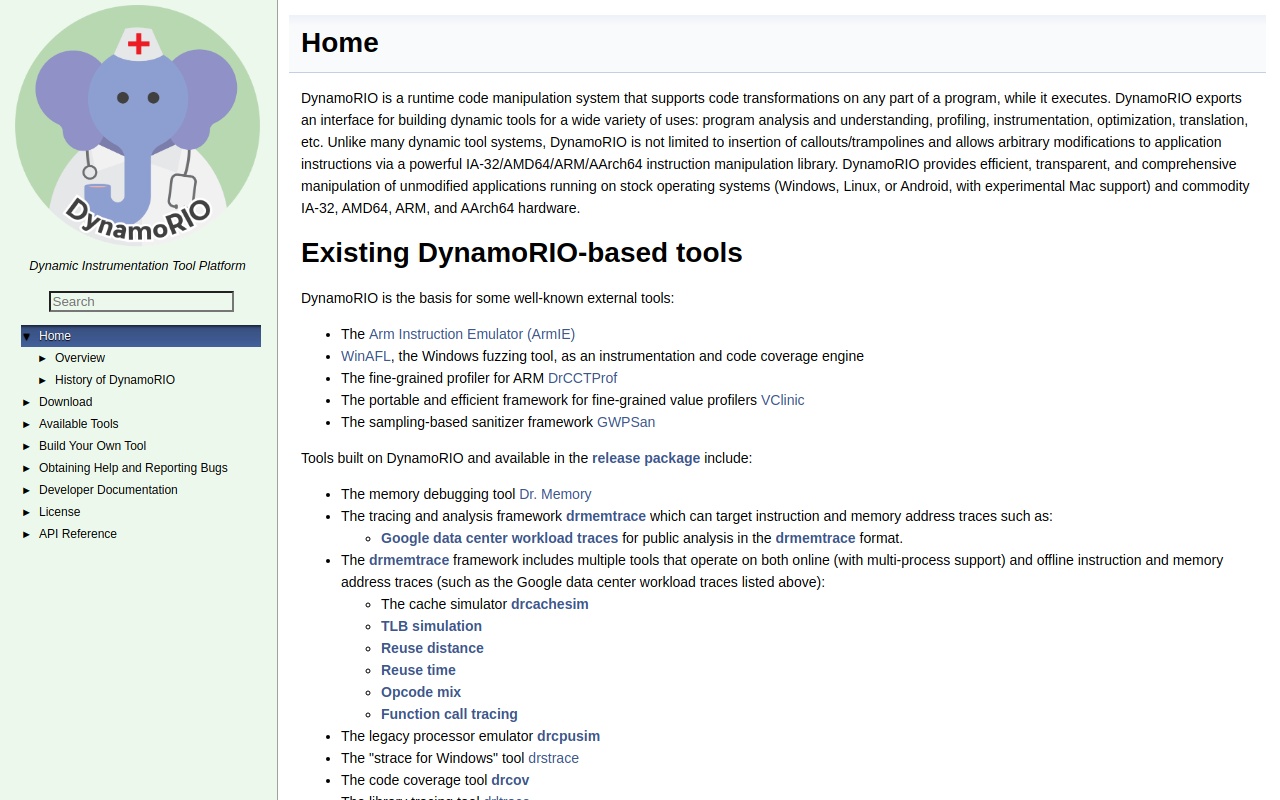 DynamoRIO
Dynamic Instrumentation Tool Platform
Search
Home
Overview
History of DynamoRIO
Download
Available Tools
Build Your Own Tool
Obtaining Help and Reporting Bugs
Developer Documentation
License
API Reference
Home
DynamoRIO is a runtime code manipulation system that supports code transformations on any part of a program, while it executes. DynamoRIO exports
an interface for building dynamic tools for a wide variety of uses: program analysis and understanding, profiling, instrumentation, optimization, translation,
etc. Unlike many dynamic tool systems, DynamoRIO is not limited to insertion of callouts/trampolines and allows arbitrary modifications to application
instructions via a powerful IA-32/AMD64/ARM/AArch64 instruction manipulation library. DynamoRIO provides efficient, transparent, and comprehensive
manipulation of unmodified applications running on stock operating systems (Windows, Linux, or Android, with experimental Mac support) and commodity
IA-32, AMD64, ARM, and AArch64 hardware.
Existing DynamoRIO-based tools
DynamoRIO is the basis for some well-known external tools:
The Arm Instruction Emulator (ArmIE)
WinAFL, the Windows fuzzing tool, as an instrumentation and code coverage engine
The fine-grained profiler for ARM DrCCTProf
The portable and efficient framework for fine-grained value profilers VClinic
The sampling-based sanitizer framework GWPSan
Tools built on DynamoRIO and available in the release package include:
The memory debugging tool Dr. Memory
The tracing and analysis framework drmemtrace which can target instruction and memory address traces such as:
Google data center workload traces for public analysis in the drmemtrace format.
The drmemtrace framework includes multiple tools that operate on both online (with multi-process support) and offline instruction and memory
address traces (such as the Google data center workload traces listed above):
The cache simulator drcachesim
TLB simulation
Reuse distance
Reuse time
Opcode mix
Function call tracing
The legacy processor emulator drcpusim
The "strace for Windows" tool drstrace
The code coverage tool drcov
The library tracing tool drltrace